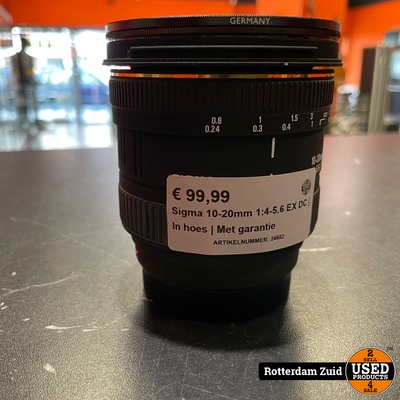 GERMANY
0.8 1 1.5 3
0.24 0.3 0.4 1
10-20
€ 99,99
Sigma 10-20mm 1:4-5.6 EX DC |
In hoes | Met garantie
ARTIKELNUMMER: 24682
Rotterdam Zuid
2
SELL
USED
PRODUCTS
4
SALE